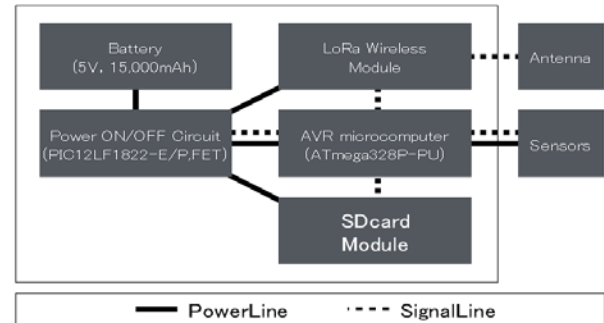 Battery
(5V, 15,000mAh)
LoRa Wireless
Module
Antenna
Power ON/OFF Circuit
(PIC12LF1822-E/P,FET)
AVR microcomputer
(ATmega328P-PU)
Sensors
SDcard
Module
PowerLine
SignalLine